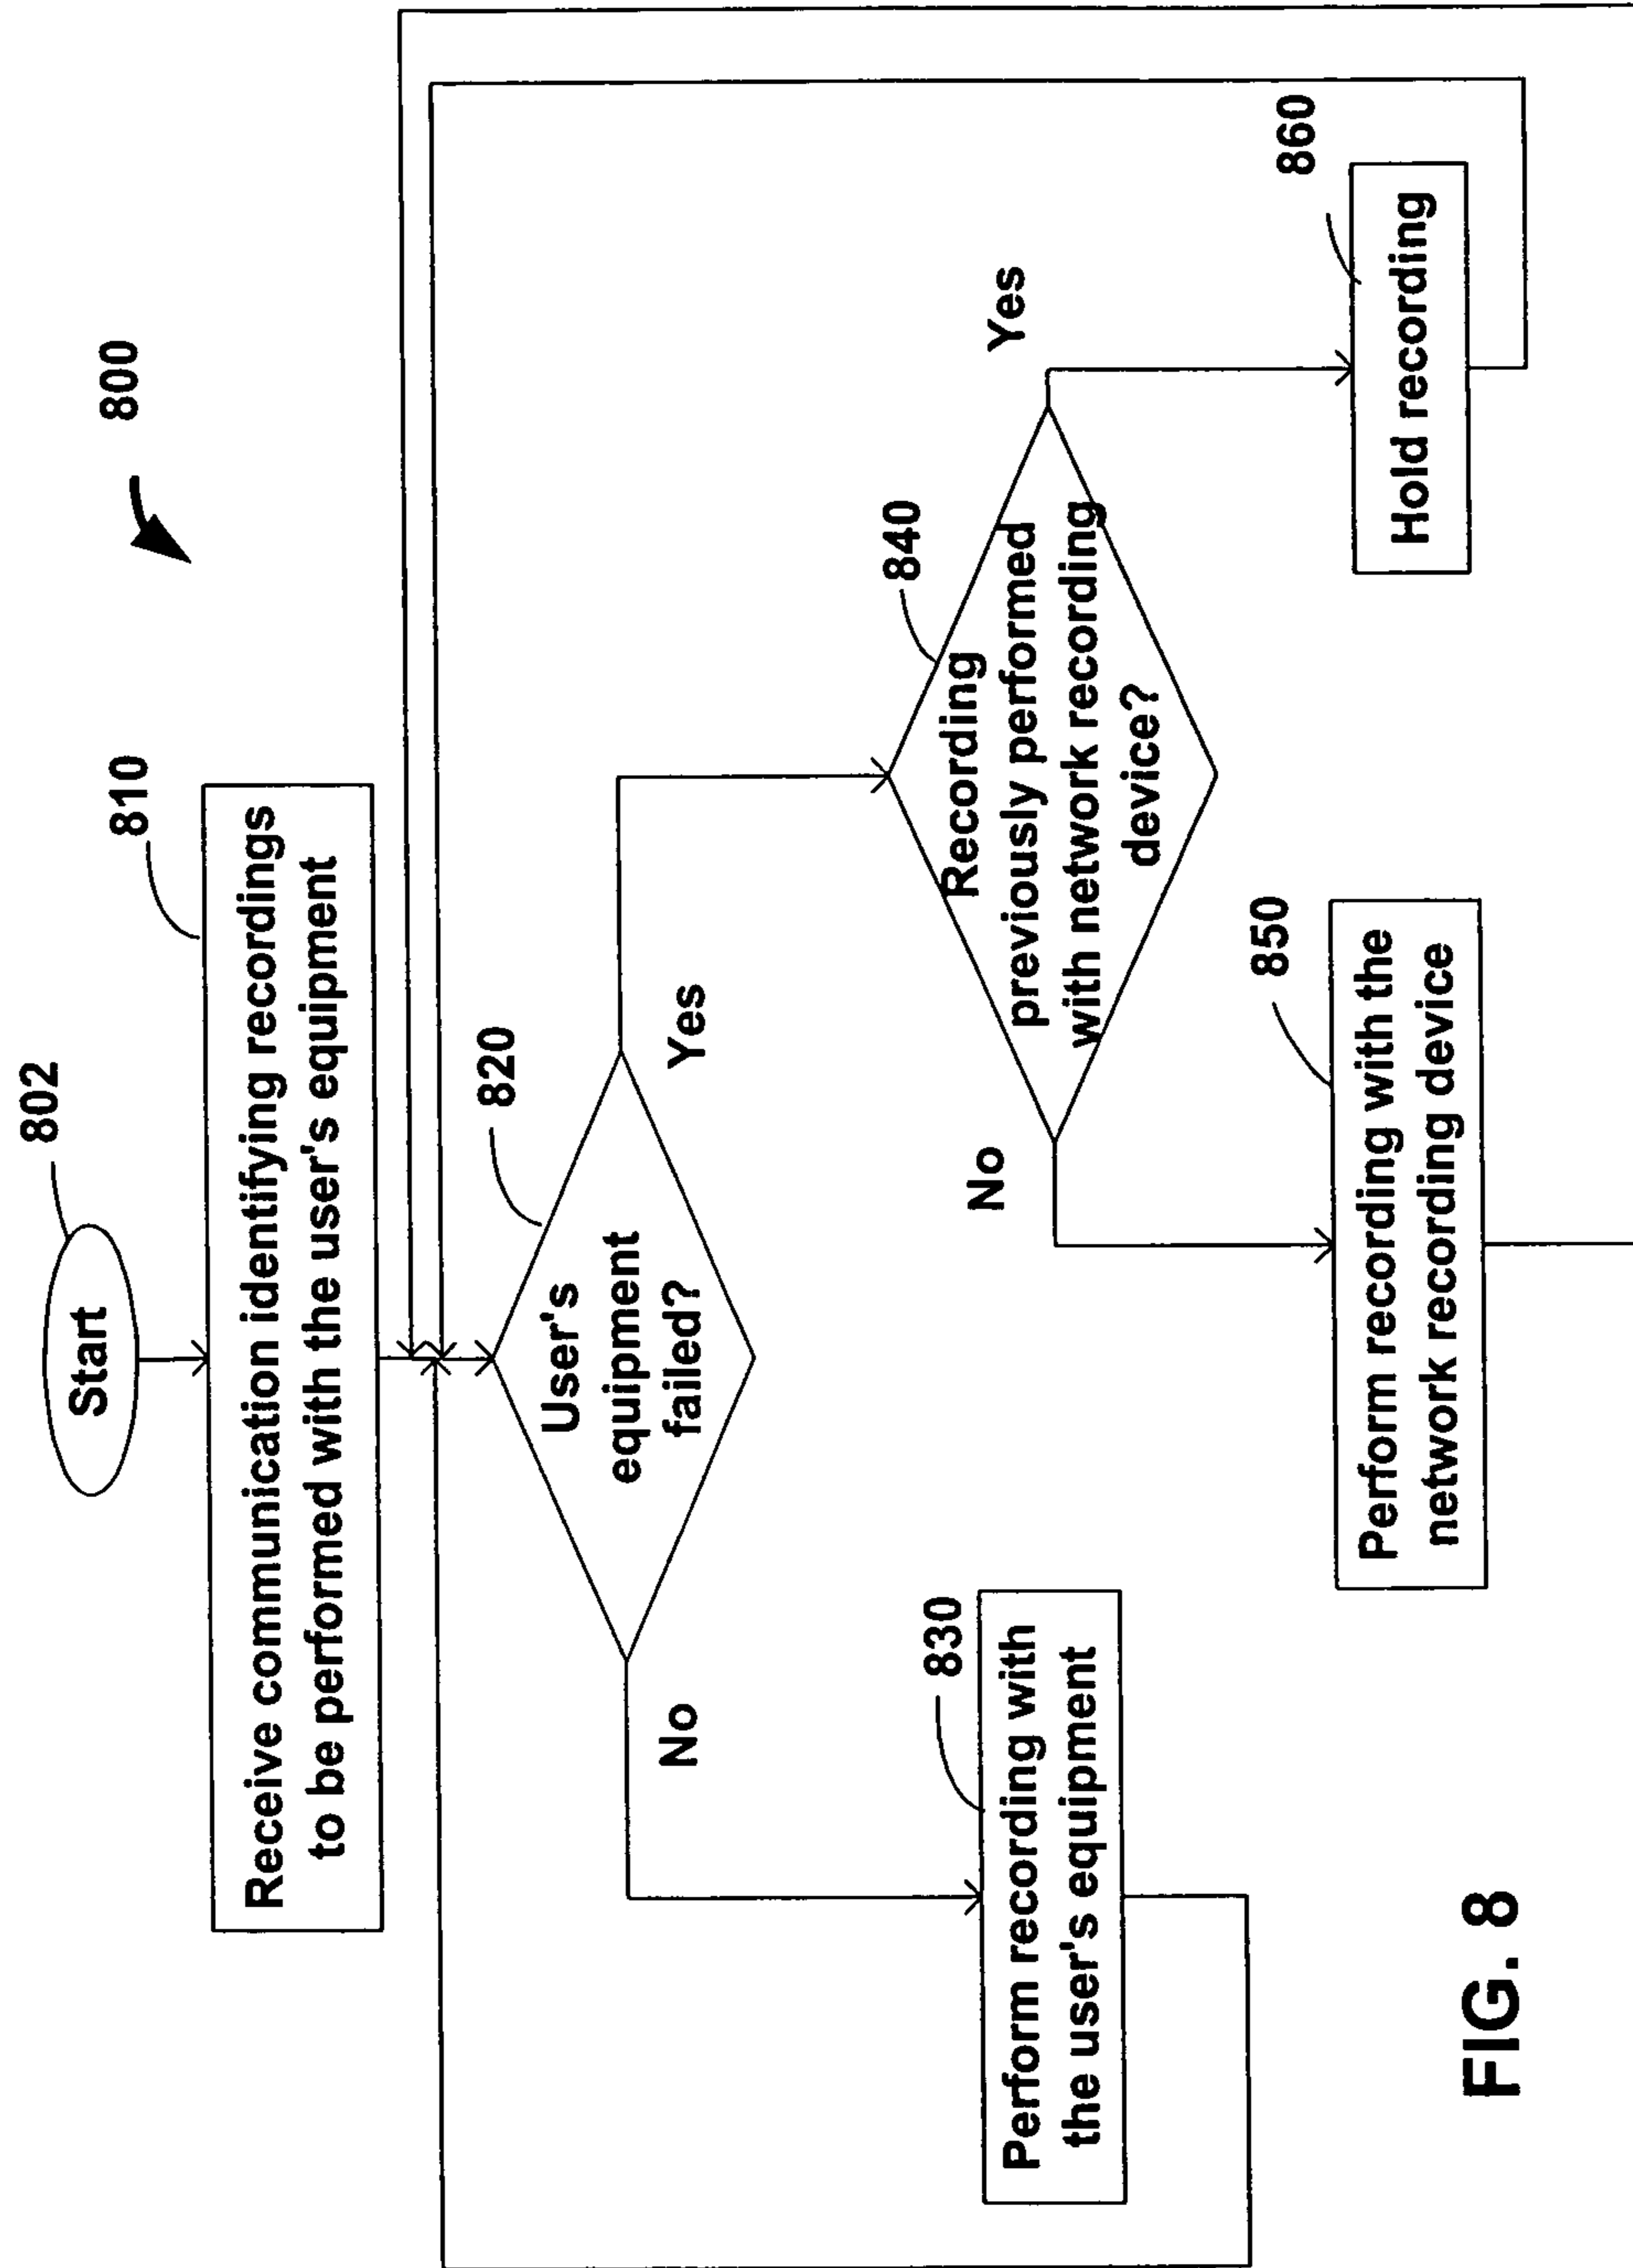 800
802
Start
810
Receive communication identifying recordings
to be performed with the user's equipment
820
User's
equipment
failed?
No
Yes
830
Perform recording with
the user's equipment
840
Recording
previously performed
with network recording
device?
No
Yes
850
Perform recording with the
network recording device
860
Hold recording
FIG. 8